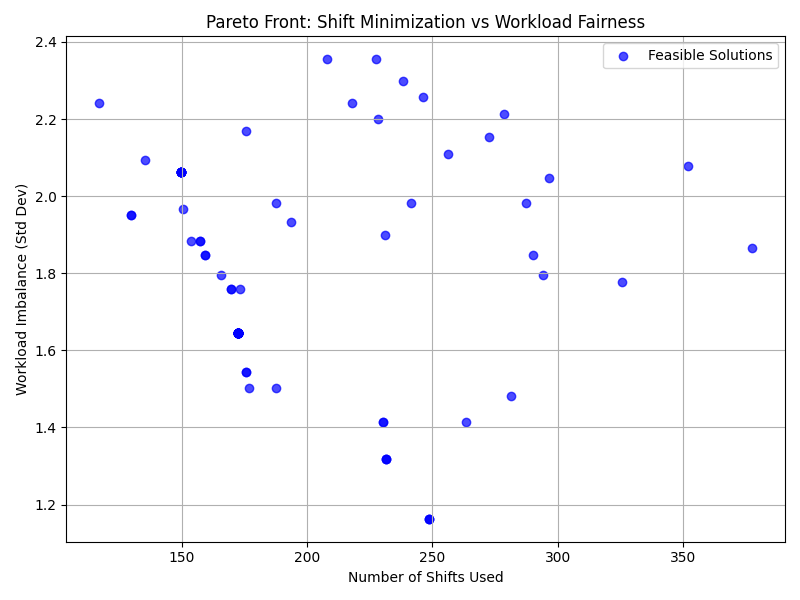 Pareto Front: Shift Minimization vs Workload Fairness
Feasible Solutions
Workload Imbalance (Std Dev)
2.4
2.2
2.0
1.8
1.6
1.4
1.2
150 200 250 300 350
Number of Shifts Used